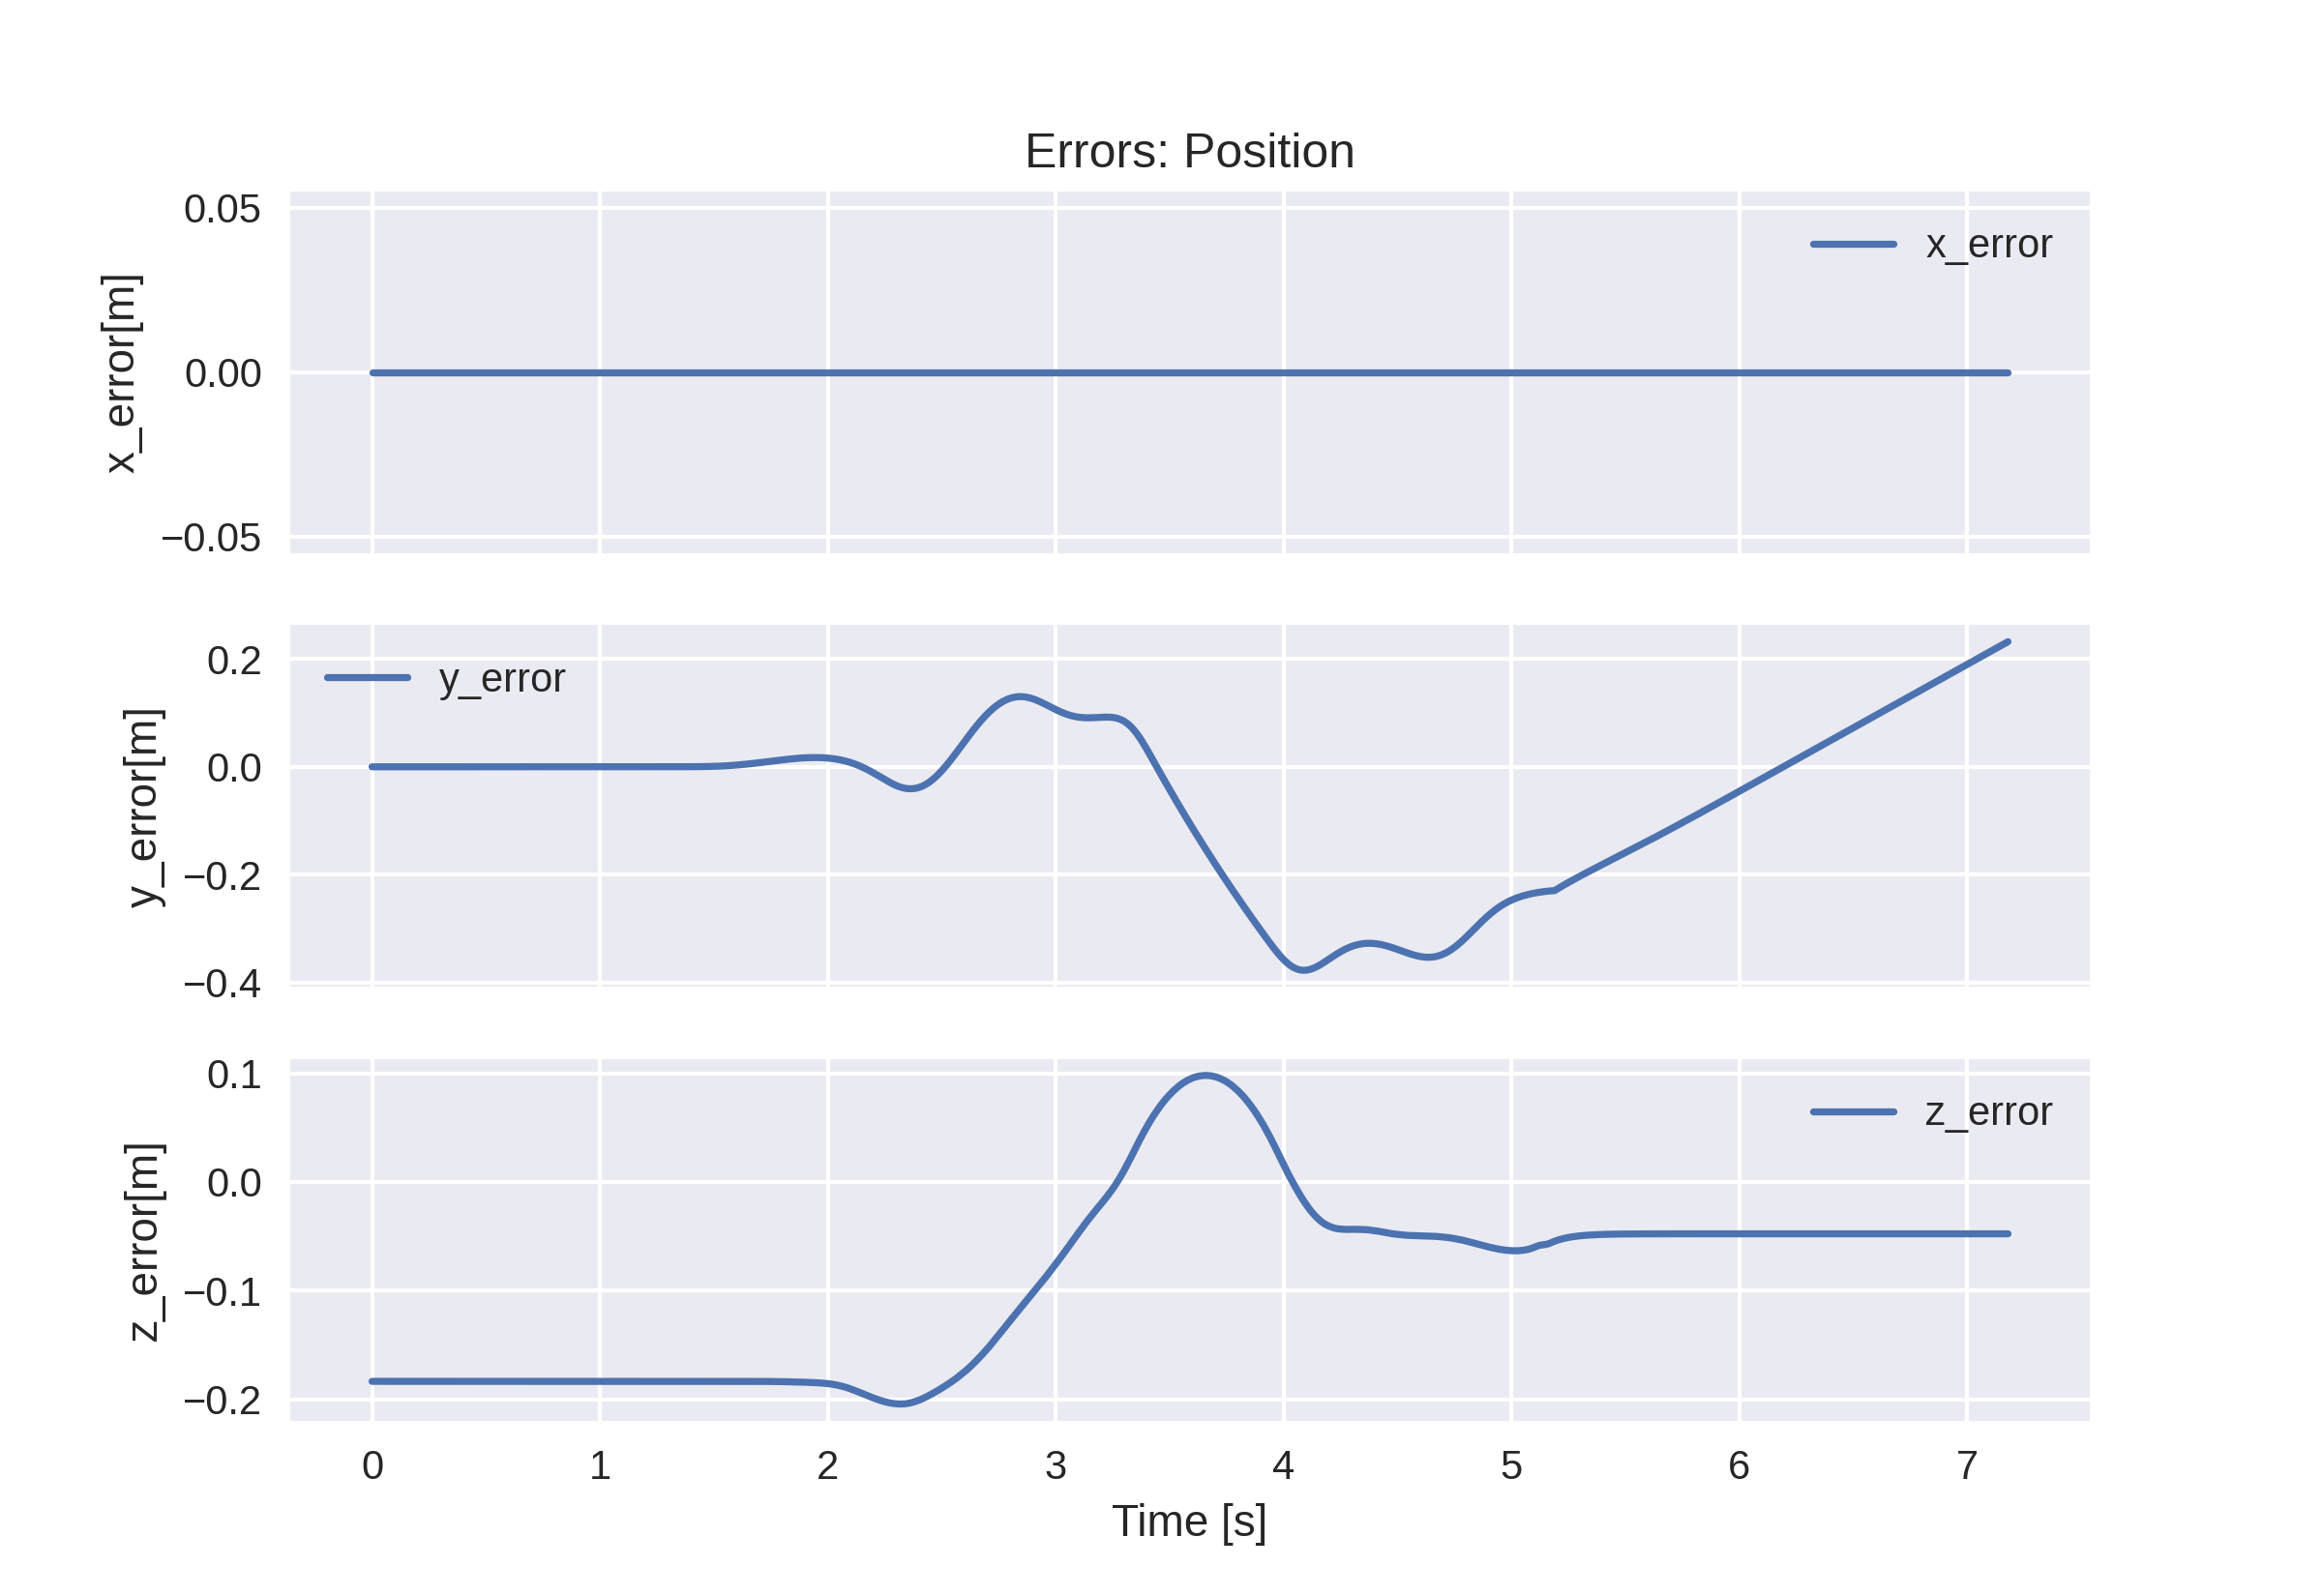 Errors: Position
0.05
0.00
−0.05
x_error[m]
x_error
0.2
0.0
−0.2
−0.4
y_error[m]
y_error
0.1
0.0
−0.1
−0.2
z_error[m]
z_error
0 1 2 3 4 5 6 7
Time [s]